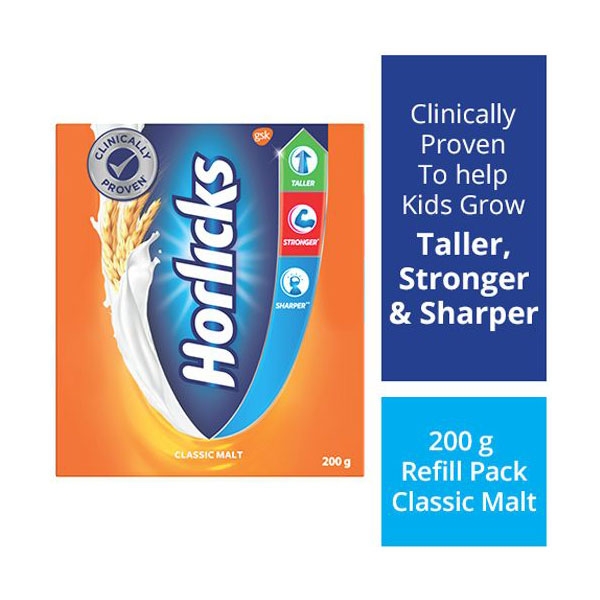 CLINICALLY
PROVEN
gsk
TALLER
STRONGER
SHARPER™
Horlicks
CLASSIC MALT
200 g
Clinically
Proven
To help
Kids Grow
Taller,
Stronger
& Sharper
200 g
Refill Pack
Classic Malt